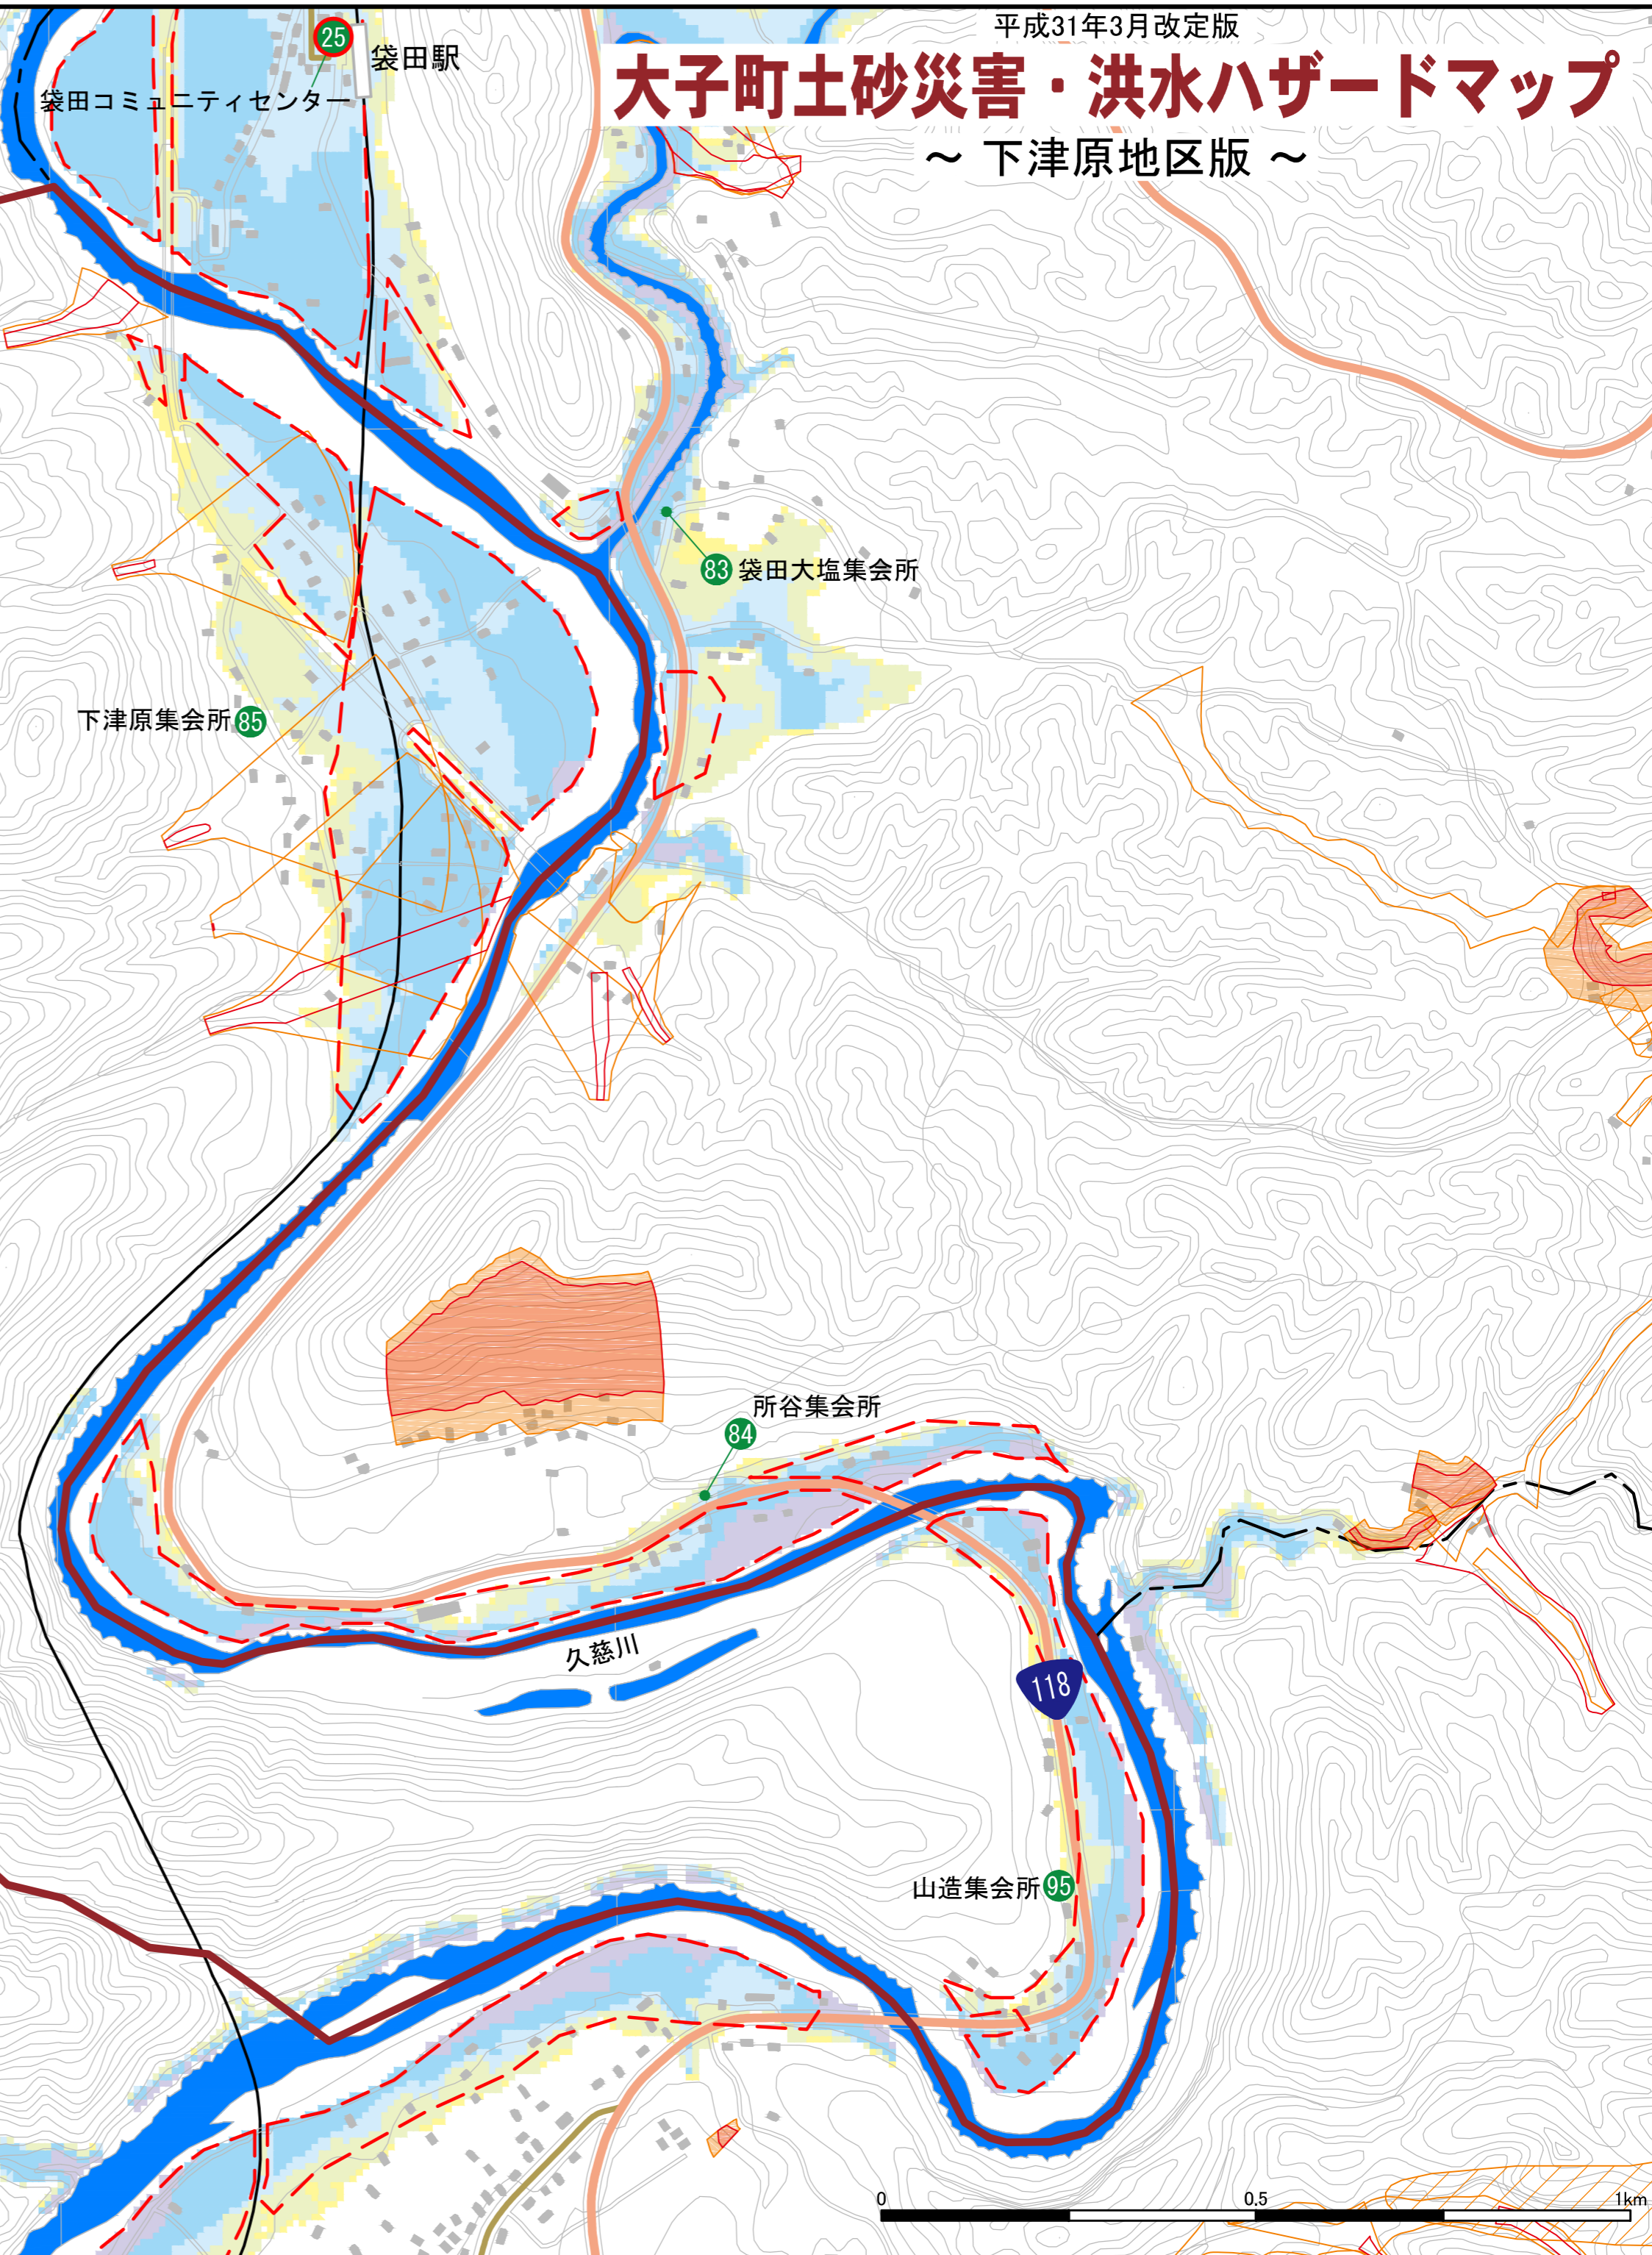 平成31年3月改定版
大子町土砂災害・洪水ハザードマップ
～ 下津原地区版 ～
25
袋田駅
袋田コミュニティセンター
83 袋田大塩集会所
下津原集会所 85
所谷集会所
84
久慈川
118
山造集会所 95
0 0.5 1km